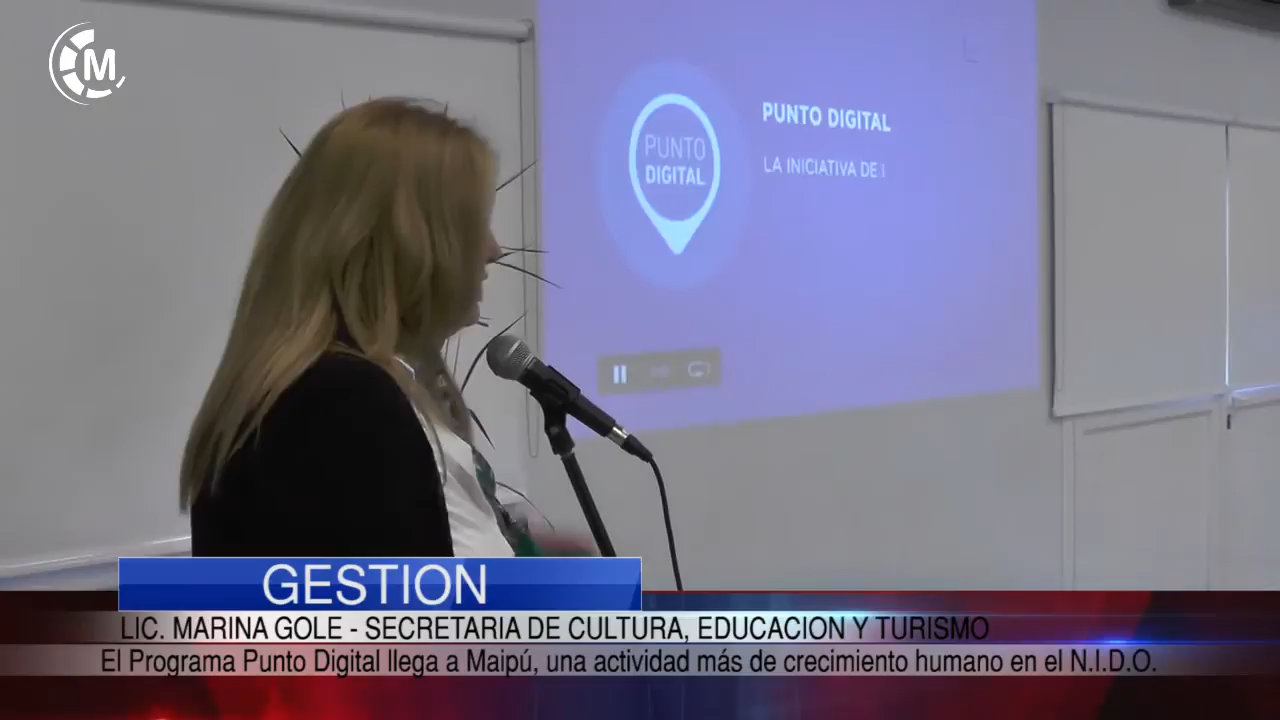 M
PUNTO DIGITAL
PUNTO
DIGITAL
LA INICIATIVA DE
GESTION
LIC. MARINA GOLE - SECRETARIA DE CULTURA, EDUCACION Y TURISMO
El Programa Punto Digital llega a Maipú, una actividad más de crecimiento humano en el N.I.D.O.